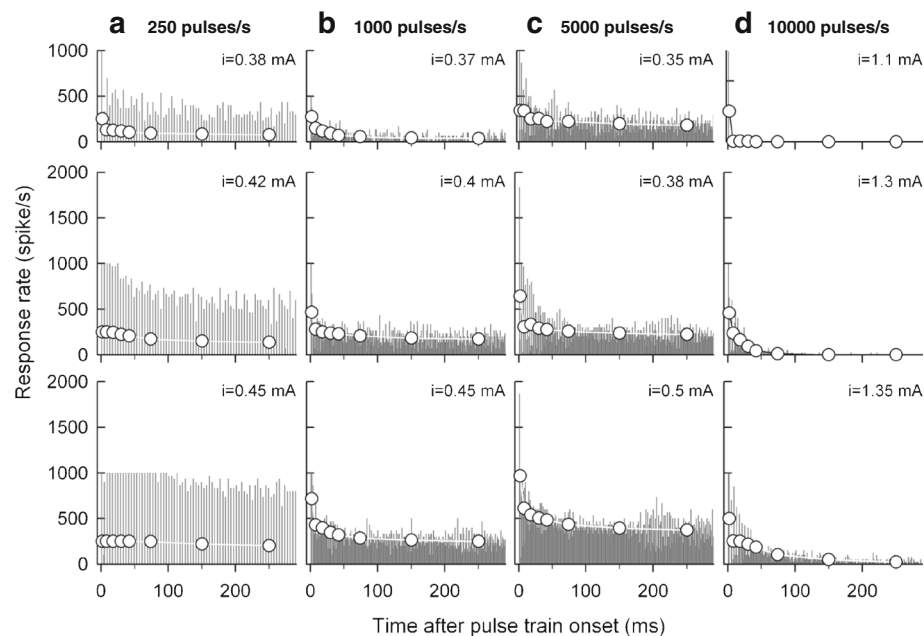 a 250 pulses/s b 1000 pulses/s c 5000 pulses/s d 10000 pulses/s
1000 i=0.38 mA i=0.37 mA i=0.35 mA i=1.1 mA
500
0
2000 i=0.42 mA i=0.4 mA i=0.38 mA i=1.3 mA
1500
1000
500
0
2000 i=0.45 mA i=0.45 mA i=0.5 mA i=1.35 mA
1500
1000
500
0
0 100 200 0 100 200 0 100 200 0 100 200
Response rate (spike/s)
Time after pulse train onset (ms)